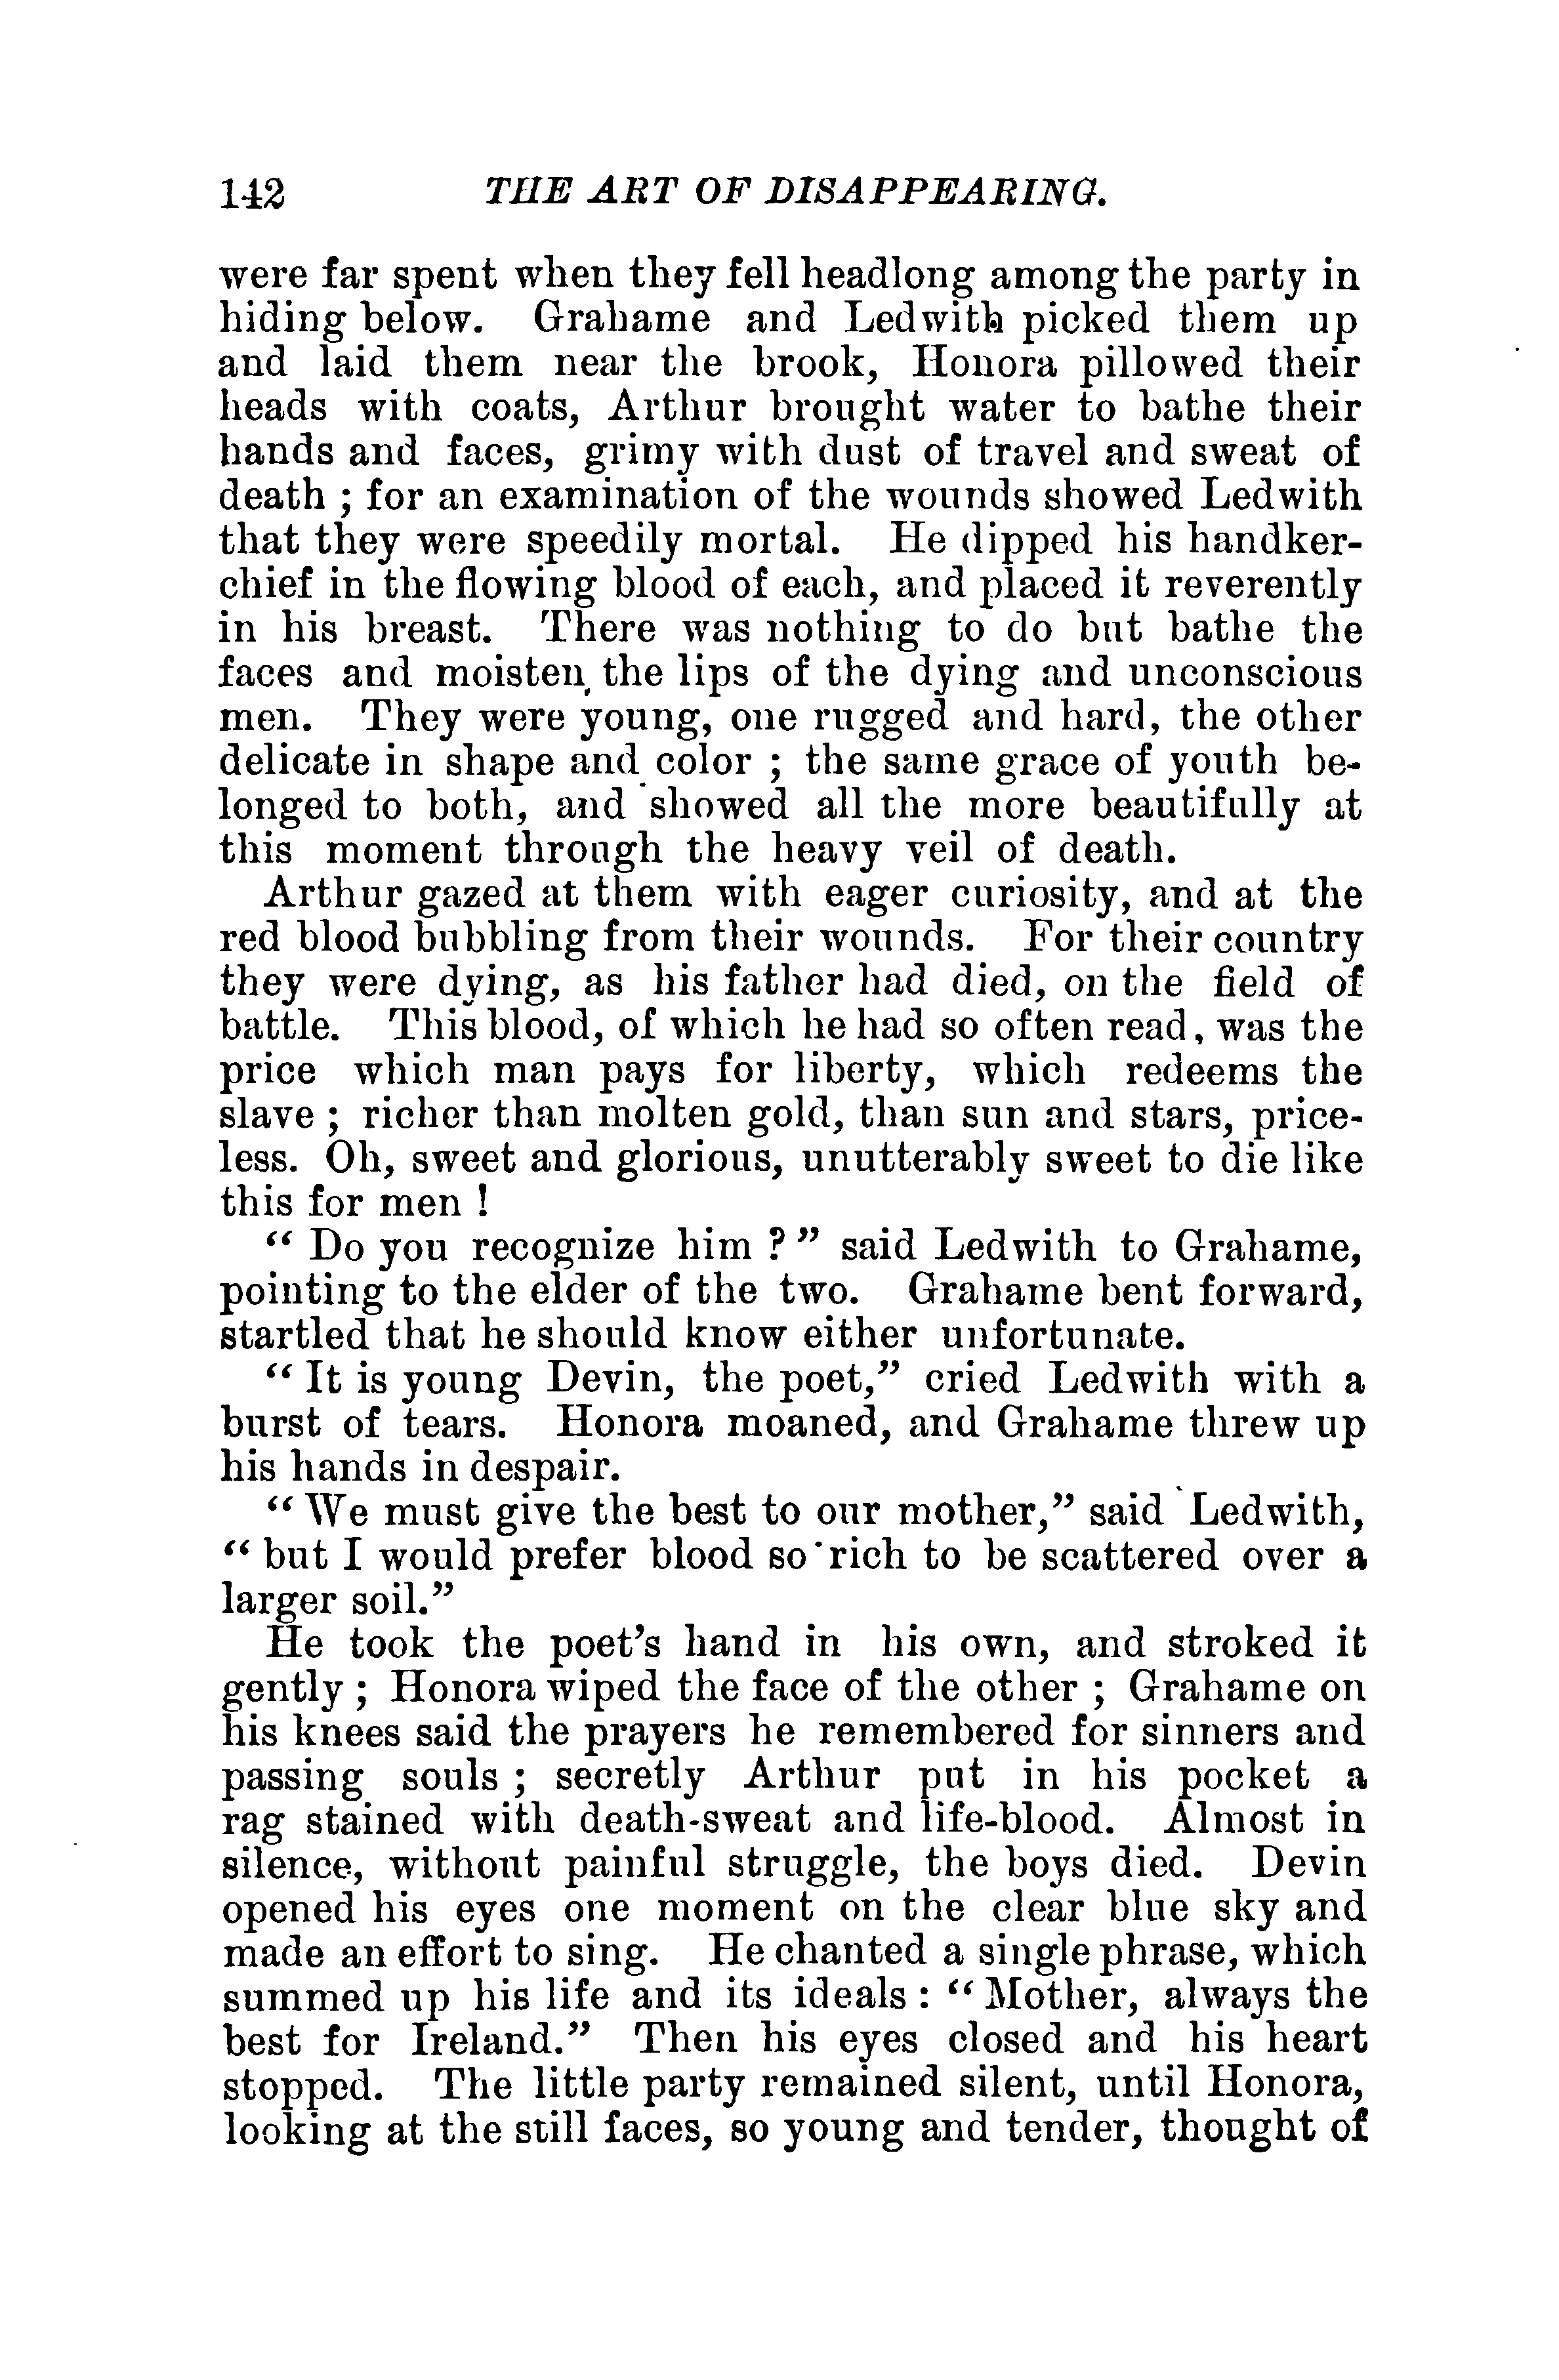 142 THE ART OF DISAPPEARING.
were far spent when they fell headlong among the party in
hiding below. Grahame and Ledwith picked them up
and laid them near the brook, Honora pillowed their
heads with coats, Arthur brought water to bathe their
hands and faces, grimy with dust of travel and sweat of
death ; for an examination of the wounds showed Ledwith
that they were speedily mortal. He dipped his handker-
chief in the flowing blood of each, and placed it reverently
in his breast. There was nothing to do but bathe the
faces and moisten the lips of the dying and unconscious
men. They were young, one rugged and hard, the other
delicate in shape and color ; the same grace of youth be-
longed to both, and showed all the more beautifully at
this moment through the heavy veil of death.
Arthur gazed at them with eager curiosity, and at the
red blood bubbling from their wounds. For their country
they were dying, as his father had died, on the field of
battle. This blood, of which he had so often read, was the
price which man pays for liberty, which redeems the
slave ; richer than molten gold, than sun and stars, price-
less. Oh, sweet and glorious, unutterably sweet to die like
this for men !
“ Do you recognize him ? ” said Ledwith to Grahame,
pointing to the elder of the two. Grahame bent forward,
startled that he should know either unfortunate.
“ It is young Devin, the poet,” cried Ledwith with a
burst of tears. Honora moaned, and Grahame threw up
his hands in despair.
“ We must give the best to our mother,” said Ledwith,
“ but I would prefer blood so rich to be scattered over a
larger soil.”
He took the poet’s hand in his own, and stroked it
gently ; Honora wiped the face of the other ; Grahame on
his knees said the prayers he remembered for sinners and
passing souls ; secretly Arthur put in his pocket a
rag stained with death-sweat and life-blood. Almost in
silence, without painful struggle, the boys died. Devin
opened his eyes one moment on the clear blue sky and
made an effort to sing. He chanted a single phrase, which
summed up his life and its ideals : “ Mother, always the
best for Ireland.” Then his eyes closed and his heart
stopped. The little party remained silent, until Honora,
looking at the still faces, so young and tender, thought of